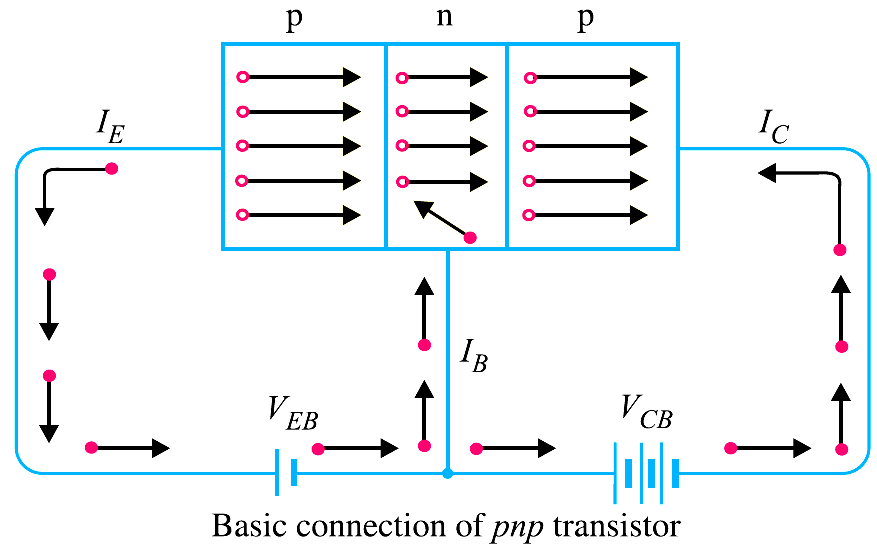 p n p
I_E I_C
I_B
V_EB V_CB
Basic connection of pnp transistor